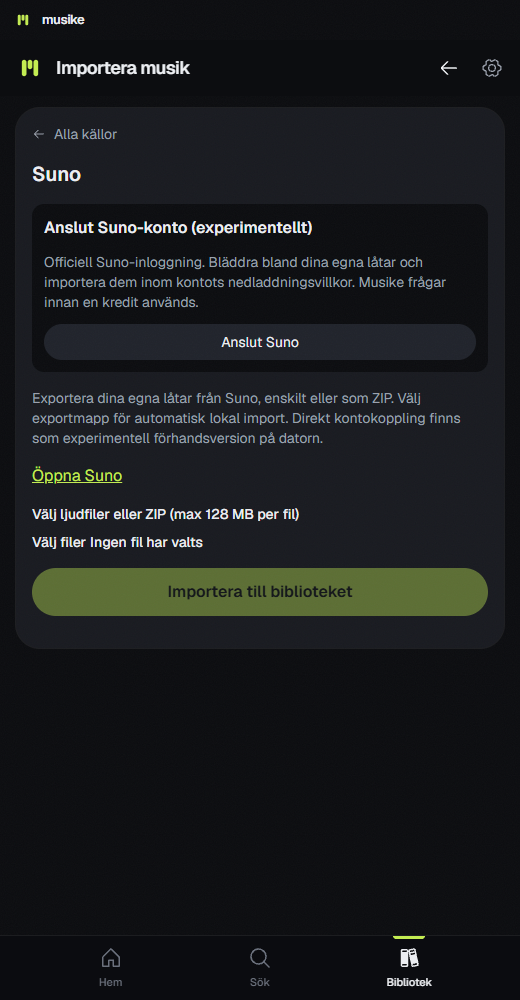 musike
Importera musik
Alla källor
Suno
Anslut Suno-konto (experimentellt)
Officiell Suno-inloggning. Bläddra bland dina egna låtar och
importera dem inom kontots nedladdningsvillkor. Musike frågar
innan en kredit används.
Anslut Suno
Exportera dina egna låtar från Suno, enskilt eller som ZIP. Välj
exportmapp för automatisk lokal import. Direkt kontokoppling finns
som experimentell förhandsversion på datorn.
Öppna Suno
Välj ljudfiler eller ZIP (max 128 MB per fil)
Välj filer Ingen fil har valts
Importera till biblioteket
Hem
Sök
Bibliotek